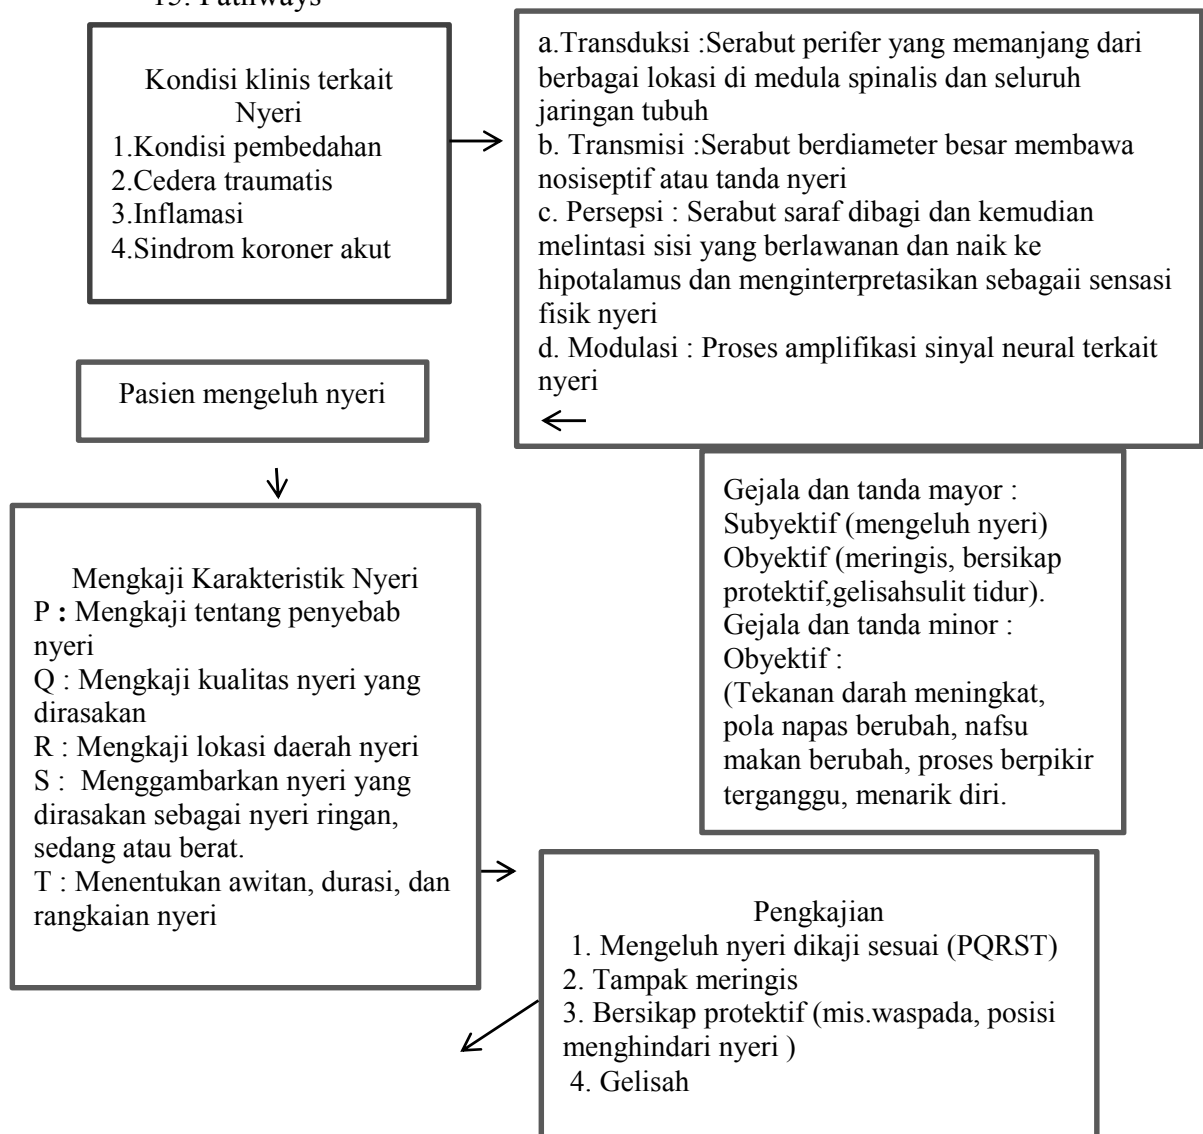 15. Pathways
Kondisi klinis terkait
Nyeri
1.Kondisi pembedahan
2.Cedera traumatis
3.Inflamasi
4.Sindrom koroner akut
a.Transduksi :Serabut perifer yang memanjang dari
berbagai lokasi di medula spinalis dan seluruh
jaringan tubuh
b. Transmisi :Serabut berdiameter besar membawa
nosiseptif atau tanda nyeri
c. Persepsi : Serabut saraf dibagi dan kemudian
melintasi sisi yang berlawanan dan naik ke
hipotalamus dan menginterpretasikan sebagaii sensasi
fisik nyeri
d. Modulasi : Proses amplifikasi sinyal neural terkait
nyeri
Pasien mengeluh nyeri
Gejala dan tanda mayor :
Subyektif (mengeluh nyeri)
Obyektif (meringis, bersikap
protektif,gelisahsulit tidur).
Gejala dan tanda minor :
Obyektif :
(Tekanan darah meningkat,
pola napas berubah, nafsu
makan berubah, proses berpikir
terganggu, menarik diri.
Mengkaji Karakteristik Nyeri
P : Mengkaji tentang penyebab
nyeri
Q : Mengkaji kualitas nyeri yang
dirasakan
R : Mengkaji lokasi daerah nyeri
S :  Menggambarkan nyeri yang
dirasakan sebagai nyeri ringan,
sedang atau berat.
T : Menentukan awitan, durasi, dan
rangkaian nyeri
Pengkajian
1. Mengeluh nyeri dikaji sesuai (PQRST)
2. Tampak meringis
3. Bersikap protektif (mis.waspada, posisi
menghindari nyeri )
4. Gelisah